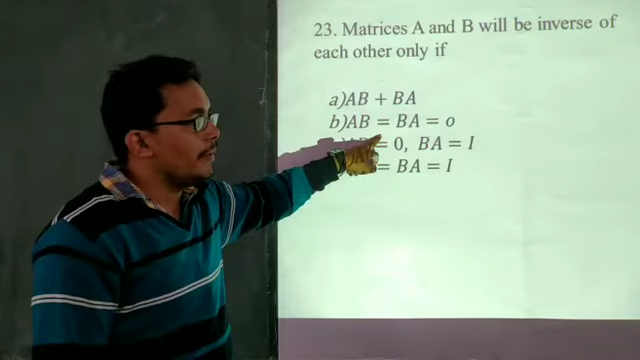 23. Matrices A and B will be inverse of
each other only if
a)AB + BA
b)AB = BA = o
= 0, BA = I
= BA = I